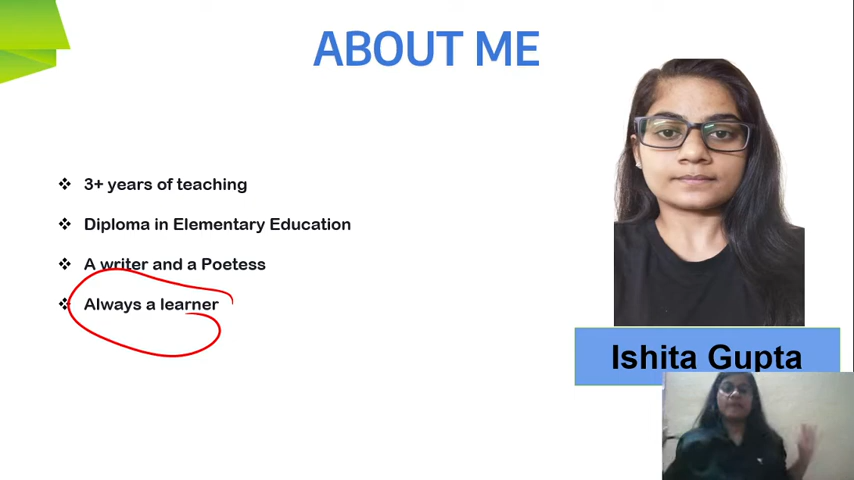 ABOUT ME
3+ years of teaching
Diploma in Elementary Education
A writer and a Poetess
Always a learner
Ishita Gupta